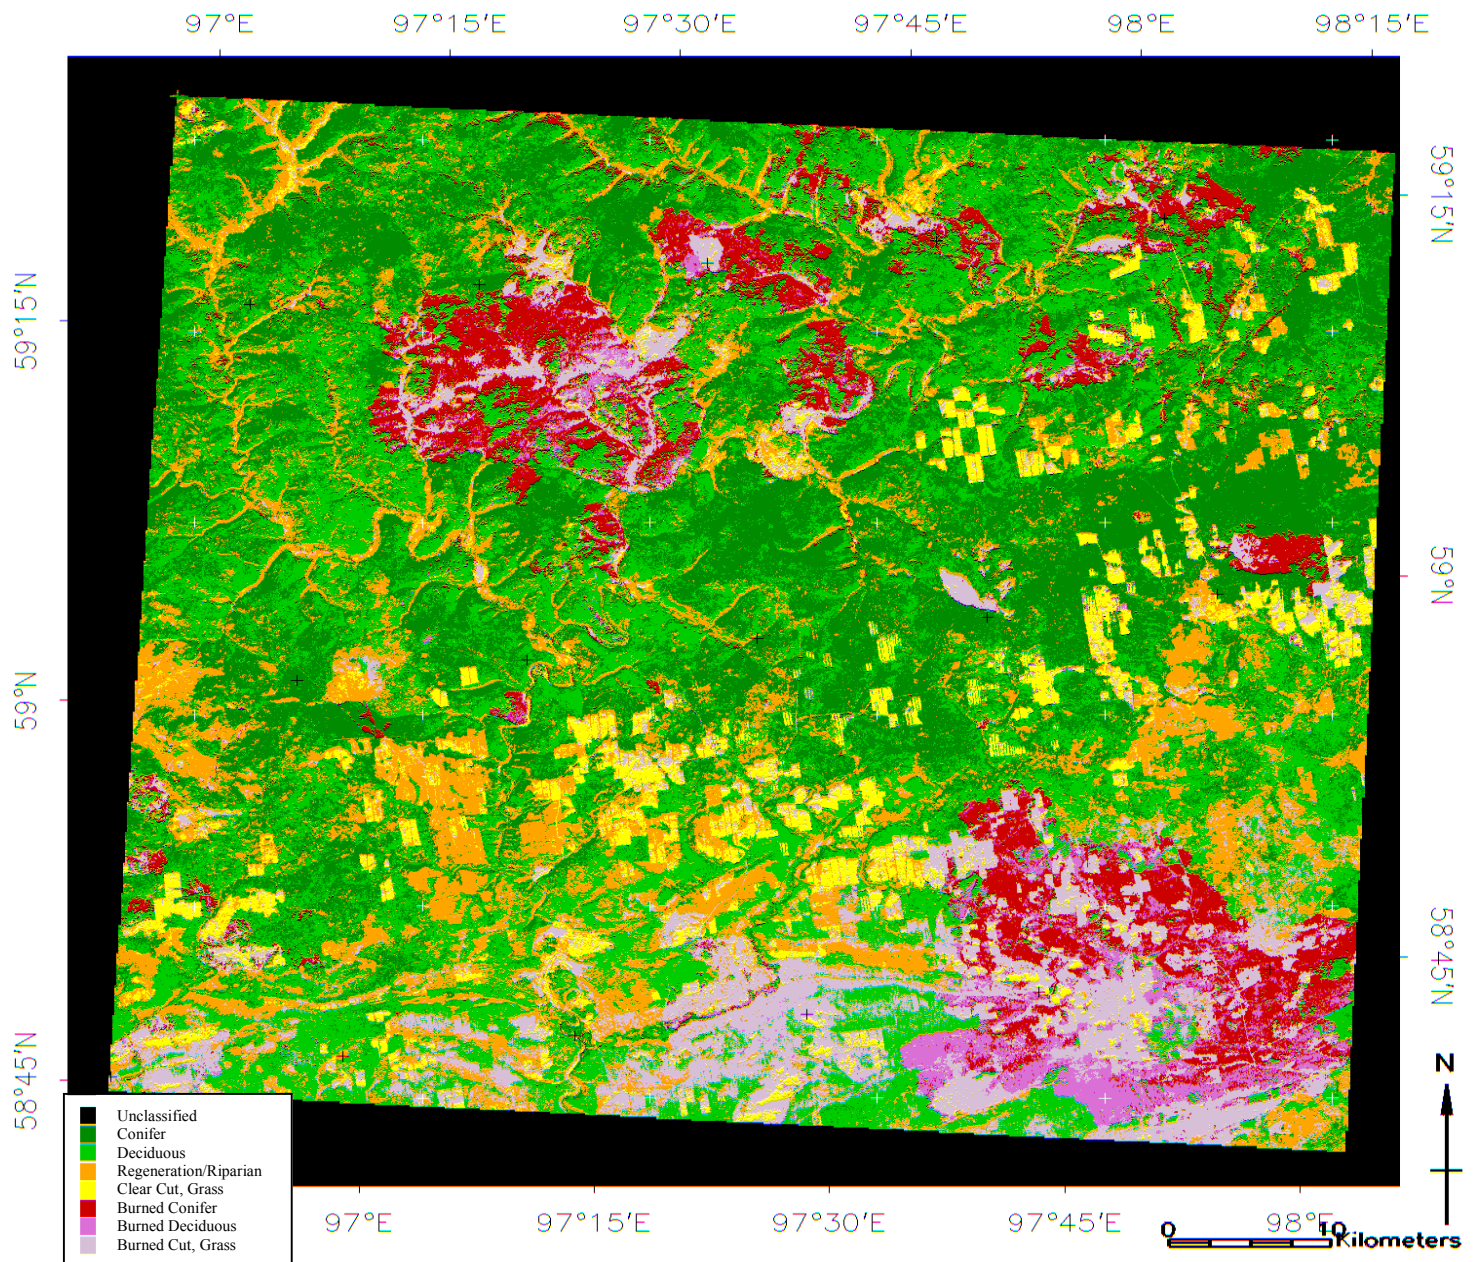 97°E 97°15'E 97°30'E 97°45'E 98°E 98°15'E
59°15'N
59°15'N
59°N
59°N
58°45'N
58°45'N
N
Unclassified
Conifer
Deciduous
Regeneration/Riparian
Clear Cut, Grass
Burned Conifer
Burned Deciduous
Burned Cut, Grass
97°E 97°15'E 97°30'E 97°45'E 98°E
0 10 Kilometers